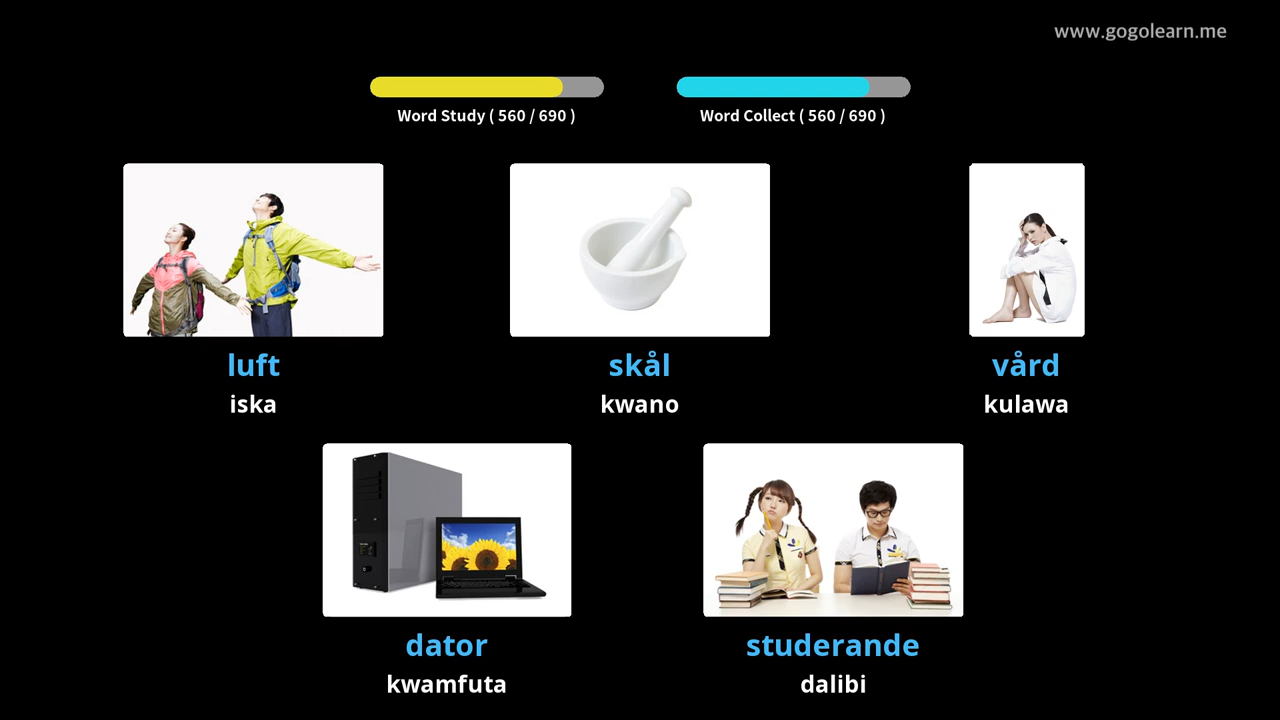 www.gogolearn.me
Word Study ( 560 / 690 )
Word Collect ( 560 / 690 )
luft
iska
skål
kwano
vård
kulawa
dator
kwamfuta
studerande
dalibi